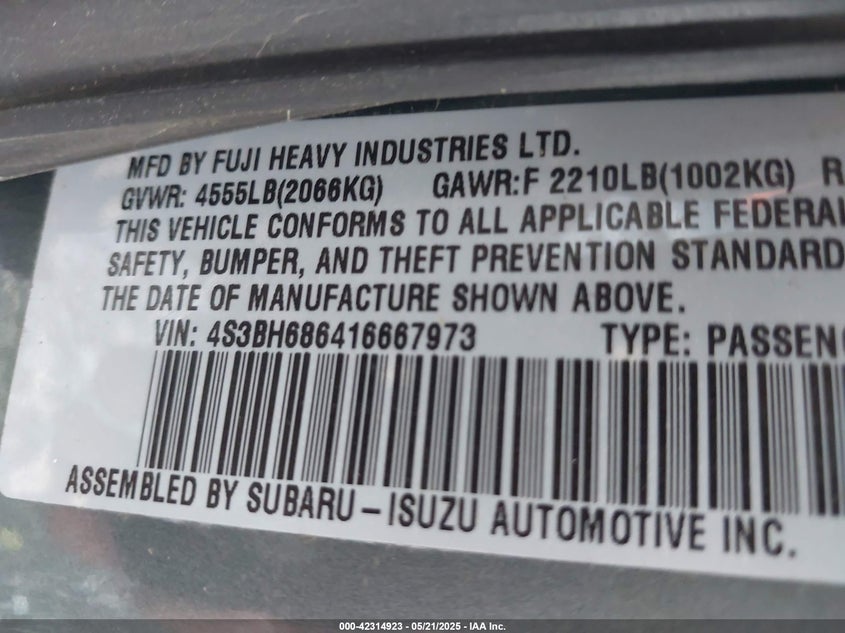 MFD BY FUJI HEAVY INDUSTRIES LTD.
GVWR: 4555LB(2066KG) GAWR:F 2210LB(1002KG) R
THIS VEHICLE CONFORMS TO ALL APPLICABLE FEDERAL
SAFETY, BUMPER, AND THEFT PREVENTION STANDARD
THE DATE OF MANUFACTURE SHOWN ABOVE.
VIN: 4S3BH686416667973 TYPE: PASSEN
ASSEMBLED BY SUBARU-ISUZU AUTOMOTIVE INC.
000-42314923 — 05/21/2025 — IAA Inc.